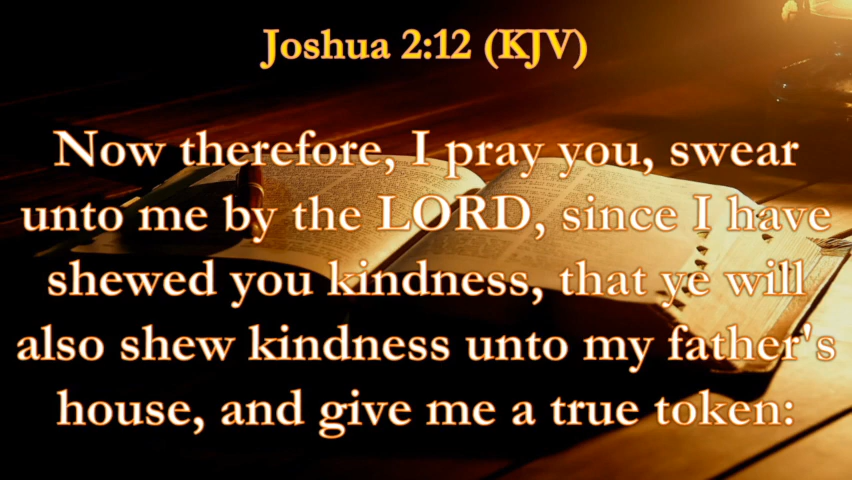 Joshua 2:12 (KJV)
Now therefore, I pray you, swear
unto me by the LORD, since I have
shewed you kindness, that ye will
also shew kindness unto my father's
house, and give me a true token: